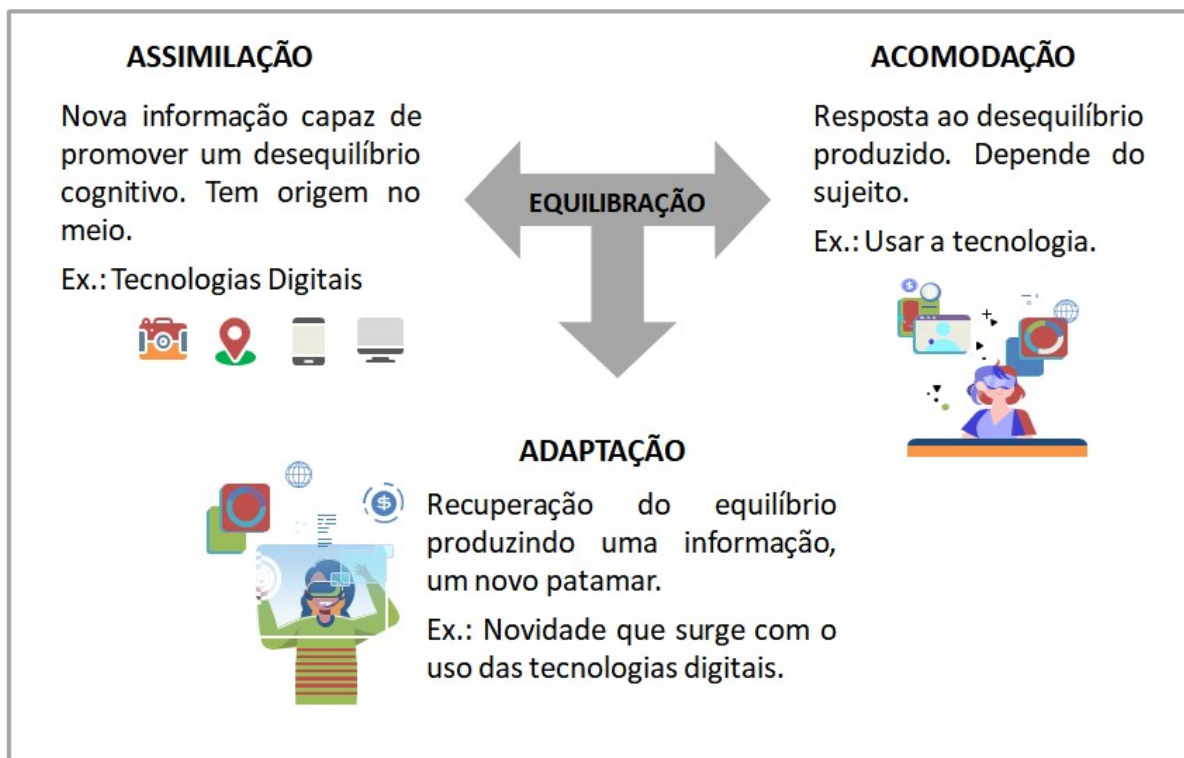 ASSIMILAÇÃO
Nova informação capaz de
promover um desequilíbrio
cognitivo. Tem origem no
meio.
Ex.: Tecnologias Digitais
EQUILIBRAÇÃO
ACOMODAÇÃO
Resposta ao desequilíbrio
produzido. Depende do
sujeito.
Ex.: Usar a tecnologia.
ADAPTAÇÃO
Recuperação do equilíbrio
produzindo uma informação,
um novo patamar.
Ex.: Novidade que surge com o
uso das tecnologias digitais.